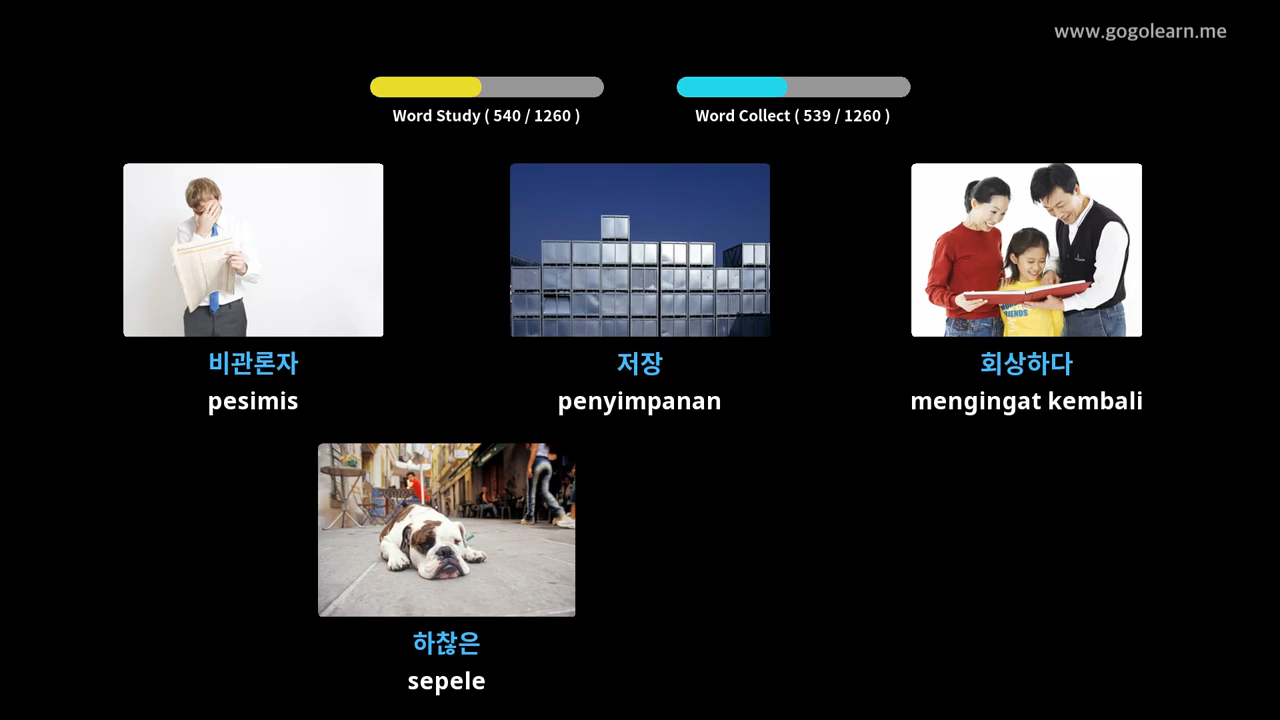 www.gogolearn.me
Word Study ( 540 / 1260 )
Word Collect ( 539 / 1260 )
비관론자
pesimis
저장
penyimpanan
회상하다
mengingat kembali
하찮은
sepele